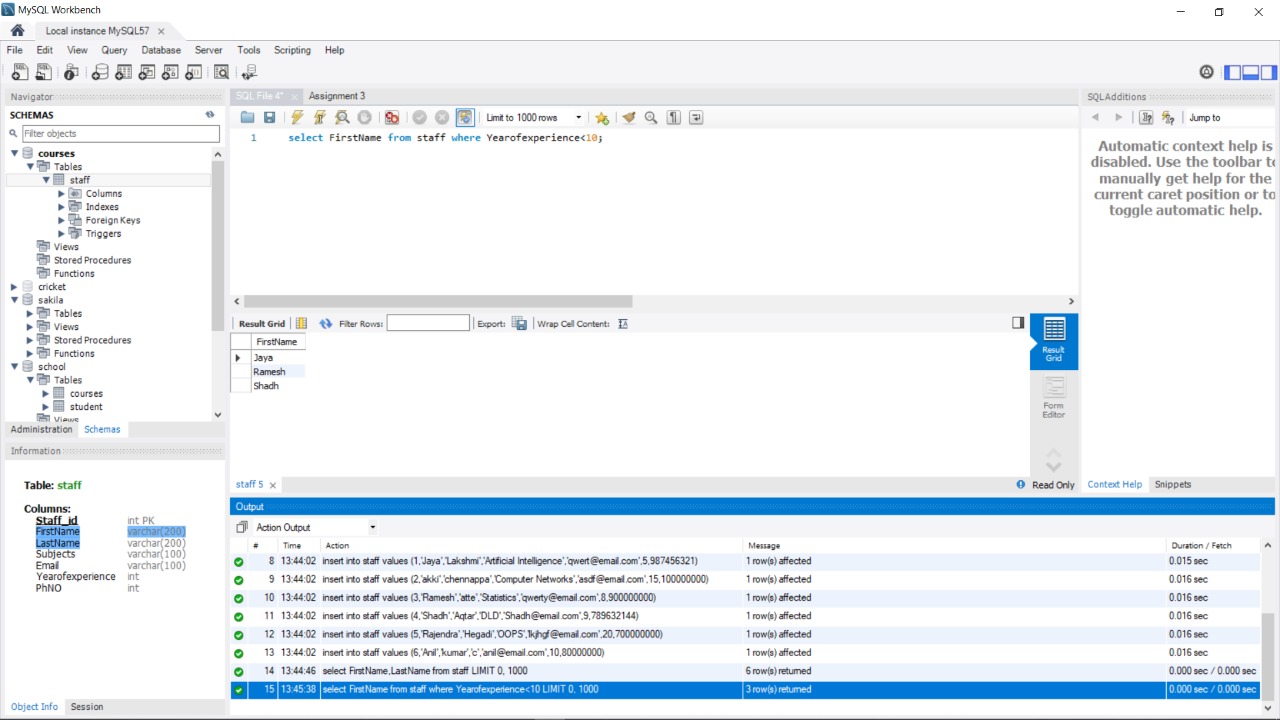 MySQL Workbench
Local instance MySQL57
File Edit View Query Database Server Tools Scripting Help
Navigator
SCHEMAS
Filter objects
courses
Tables
staff
Columns
Indexes
Foreign Keys
Triggers
Views
Stored Procedures
Functions
cricket
sakila
Tables
Views
Stored Procedures
Functions
school
Tables
courses
student
Views
Administration Schemas
Information
Table: staff
Columns:
Staff_id int PK
FirstName varchar(200)
LastName varchar(200)
Subjects varchar(100)
Email varchar(100)
Yearofexperience int
PhNO int
Object Info Session
SQL File 4* Assignment 3
Limit to 1000 rows
1 select FirstName from staff where Yearofexperience<10;
Result Grid Filter Rows: Export: Wrap Cell Content:
FirstName
Jaya
Ramesh
Shadh
Result
Grid
Form
Editor
staff 5 Read Only
SQLAdditions
Jump to
Automatic context help is
disabled. Use the toolbar to
manually get help for the
current caret position or to
toggle automatic help.
Context Help Snippets
Output
Action Output
# Time Action Message Duration / Fetch
8 13:44:02 insert into staff values (1,'Jaya','Lakshmi','Artificial Intelligence','qwert@email.com',5,987456321) 1 row(s) affected 0.015 sec
9 13:44:02 insert into staff values (2,'akki','chennappa','Computer Networks','asdf@email.com',15,100000000) 1 row(s) affected 0.016 sec
10 13:44:02 insert into staff values (3,'Ramesh','atte','Statistics','qwerty@email.com',8,900000000) 1 row(s) affected 0.016 sec
11 13:44:02 insert into staff values (4,'Shadh','Aqtar','DLD','Shadh@email.com',9,789632144) 1 row(s) affected 0.016 sec
12 13:44:02 insert into staff values (5,'Rajendra','Hegadi','OOPS','lkjhgf@email.com',20,700000000) 1 row(s) affected 0.016 sec
13 13:44:02 insert into staff values (6,'Anil','kumar','c','anil@email.com',10,80000000) 1 row(s) affected 0.016 sec
14 13:44:46 select FirstName,LastName from staff LIMIT 0, 1000 6 row(s) returned 0.000 sec / 0.000 sec
15 13:45:38 select FirstName from staff where Yearofexperience<10 LIMIT 0, 1000 3 row(s) returned 0.000 sec / 0.000 sec